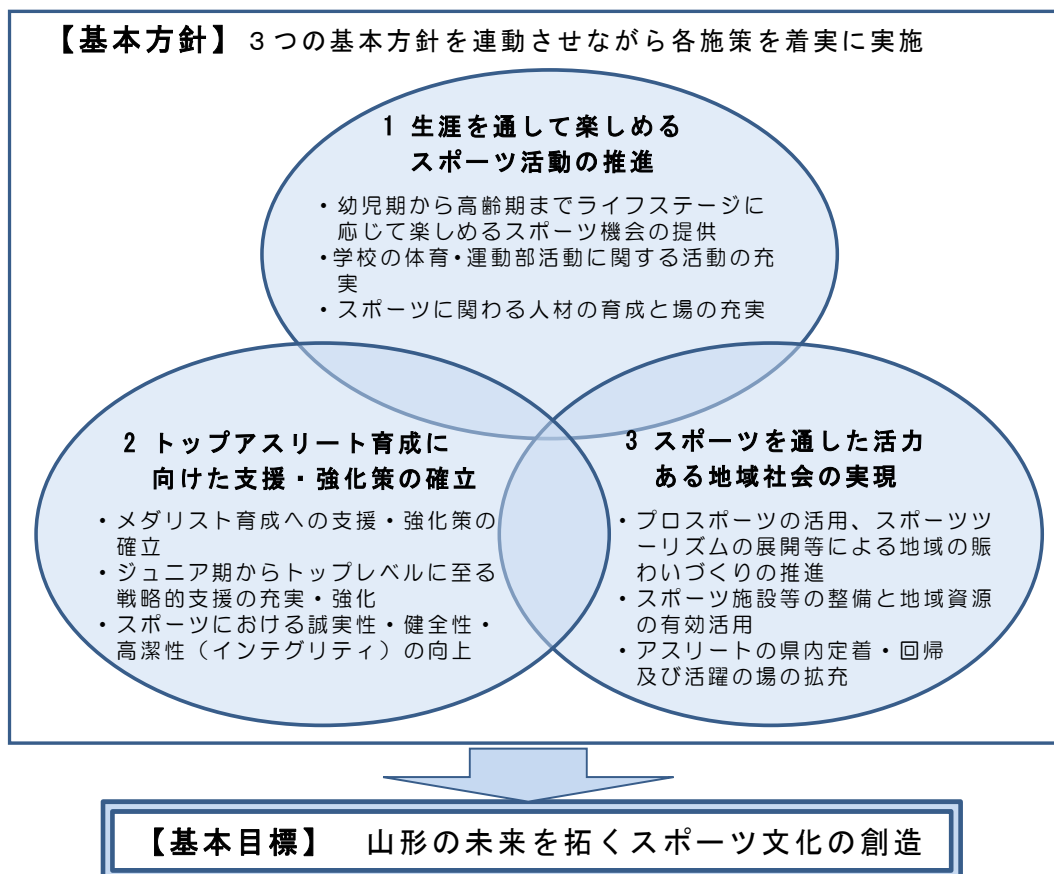 【基本方針】３つの基本方針を連動させながら各施策を着実に実施
1 生涯を通して楽しめる
スポーツ活動の推進
・幼児期から高齢期までライフステージに
応じて楽しめるスポーツ機会の提供
・学校の体育・運動部活動に関する活動の充
実
・スポーツに関わる人材の育成と場の充実
2 トップアスリート育成に
向けた支援・強化策の確立
・メダリスト育成への支援・強化策の
確立
・ジュニア期からトップレベルに至る
戦略的支援の充実・強化
・スポーツにおける誠実性・健全性・
高潔性（インテグリティ）の向上
3 スポーツを通した活力
ある地域社会の実現
・プロスポーツの活用、スポーツツ
ーリズムの展開等による地域の賑
わいづくりの推進
・スポーツ施設等の整備と地域資源
の有効活用
・アスリートの県内定着・回帰
及び活躍の場の拡充
【基本目標】　山形の未来を拓くスポーツ文化の創造